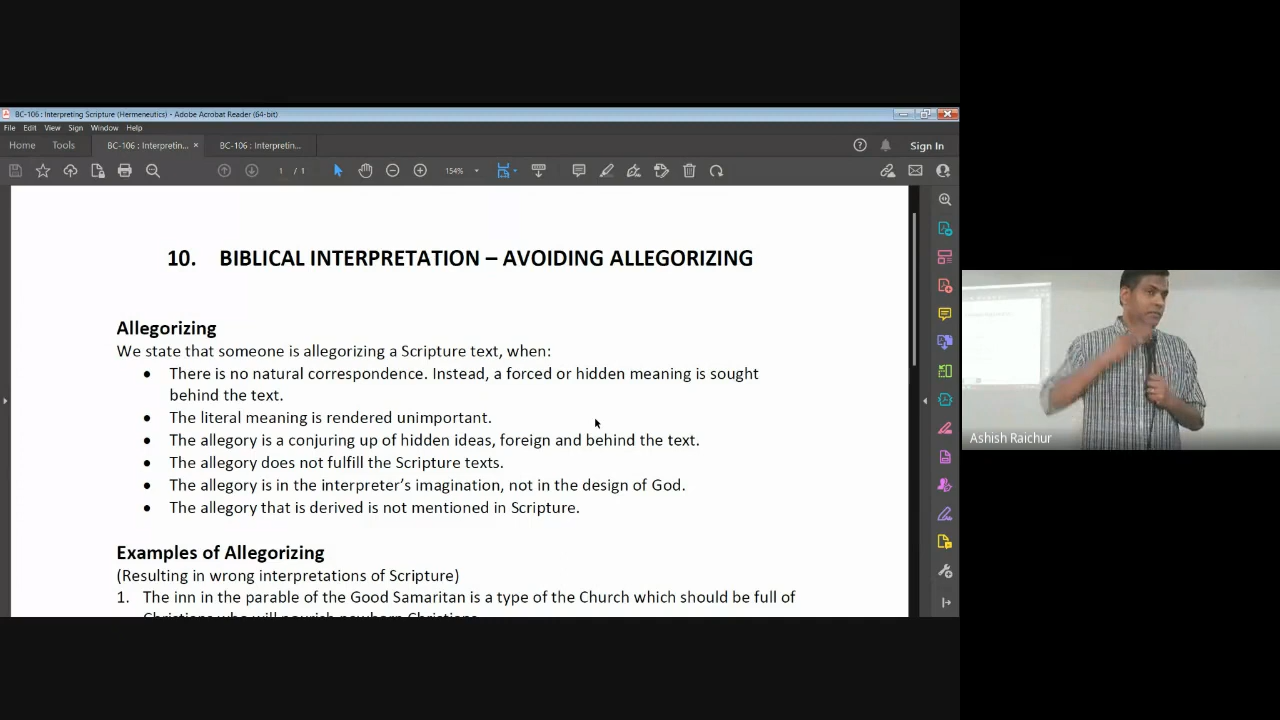 BC-106 : Interpreting Scripture (Hermeneutics) - Adobe Acrobat Reader (64-bit)
File Edit View Sign Window Help
Home Tools BC-106 : Interpretin... × BC-106 : Interpretin... Sign In
1 / 1 154%
10. BIBLICAL INTERPRETATION – AVOIDING ALLEGORIZING
Allegorizing
We state that someone is allegorizing a Scripture text, when:
• There is no natural correspondence. Instead, a forced or hidden meaning is sought
behind the text.
• The literal meaning is rendered unimportant.
• The allegory is a conjuring up of hidden ideas, foreign and behind the text.
• The allegory does not fulfill the Scripture texts.
• The allegory is in the interpreter's imagination, not in the design of God.
• The allegory that is derived is not mentioned in Scripture.
Examples of Allegorizing
(Resulting in wrong interpretations of Scripture)
1. The inn in the parable of the Good Samaritan is a type of the Church which should be full of
Christians who will nourish newborn Christians.
Ashish Raichur